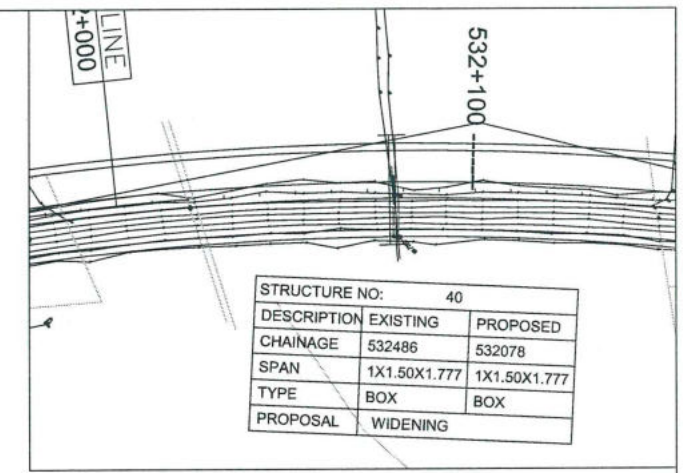 LINE
2+000
532+100
STRUCTURE NO: 40
DESCRIPTION EXISTING PROPOSED
CHAINAGE 532486 532078
SPAN 1X1.50X1.777 1X1.50X1.777
TYPE BOX BOX
PROPOSAL WIDENING